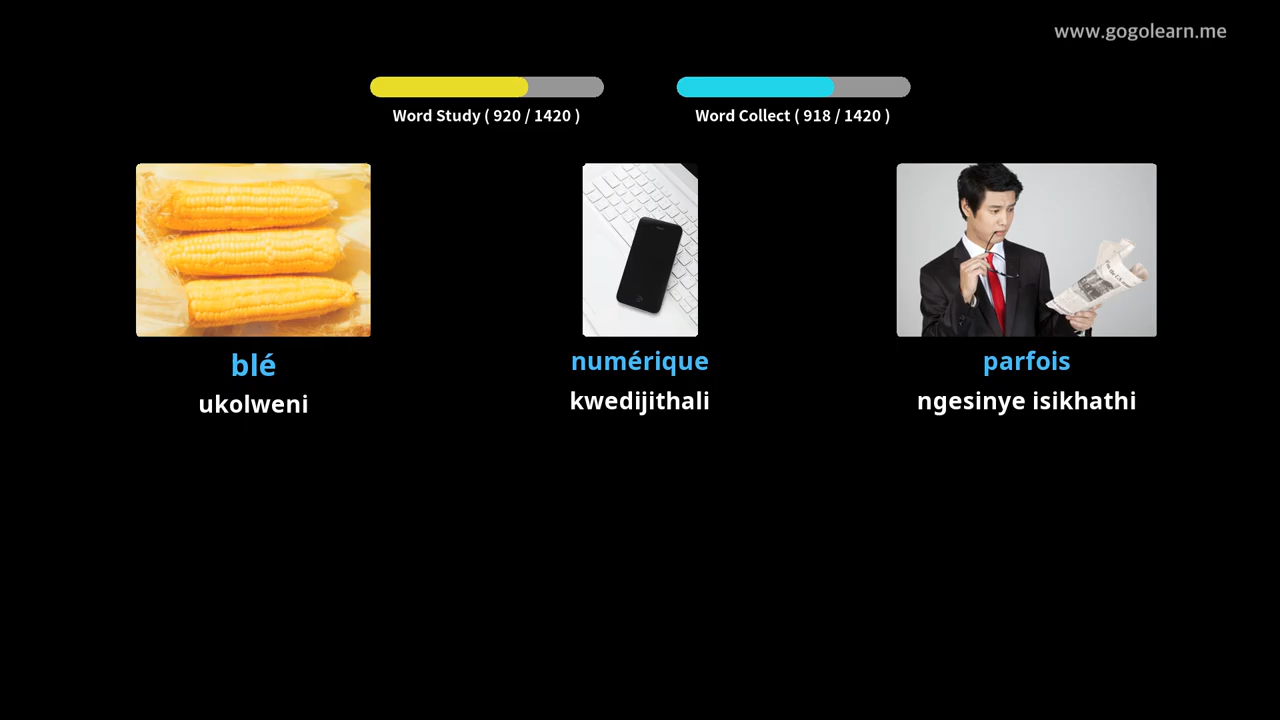 www.gogolearn.me
Word Study ( 920 / 1420 )
Word Collect ( 918 / 1420 )
blé
numérique
parfois
ukolweni
kwedijithali
ngesinye isikhathi